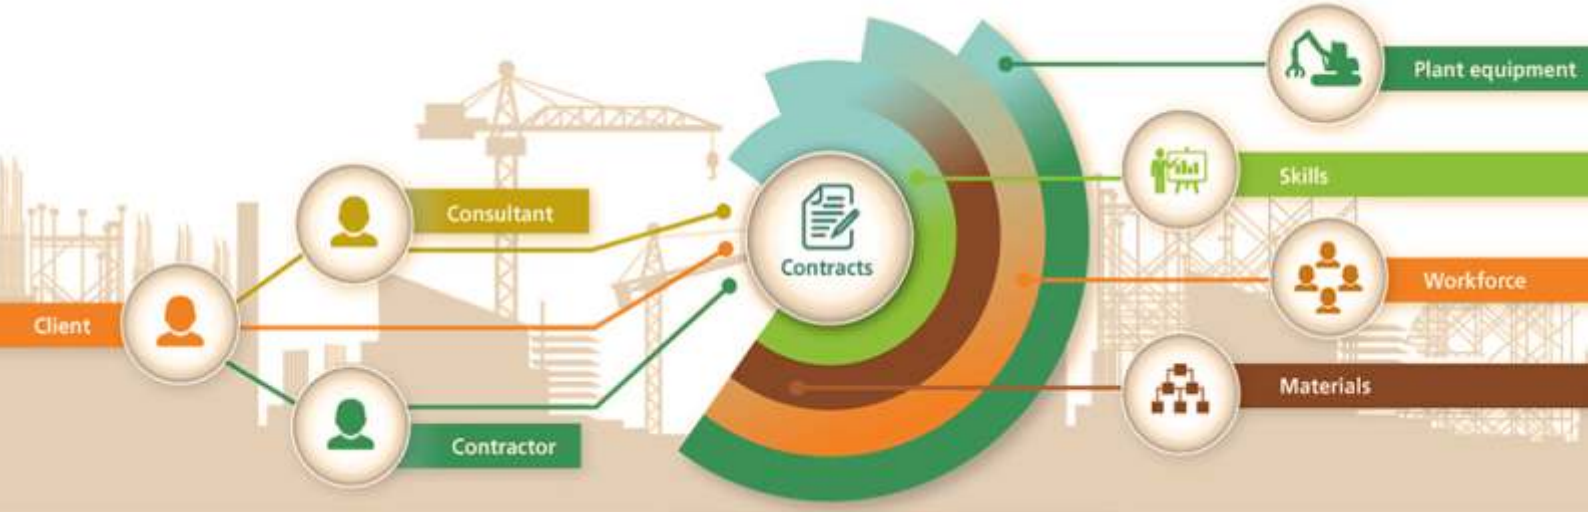 Client
Consultant
Contractor
Contracts
Plant equipment
Skills
Workforce
Materials